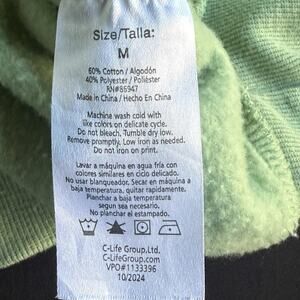 Size/Talla:
M
60% Cotton / Algodón
40% Polyester / Poliéster
RN#86947
Made in China / Hecho En China
Machine wash cold with
like colors on delicate cycle.
Do not bleach. Tumble dry low.
Remove promptly. Low iron as needed.
Do not iron on print.
Lavar a máquina en agua fría con
colores similares en ciclo delicado.
No usar blanqueador. Secar en máquina a
baja temperatura, quitar rapidamente.
Planchar a baja temperatura
segun sea necesario.
No planchar el estampado.
C-Life Group,Ltd.
C-LifeGroup.com
VPO#1133396
10/2024